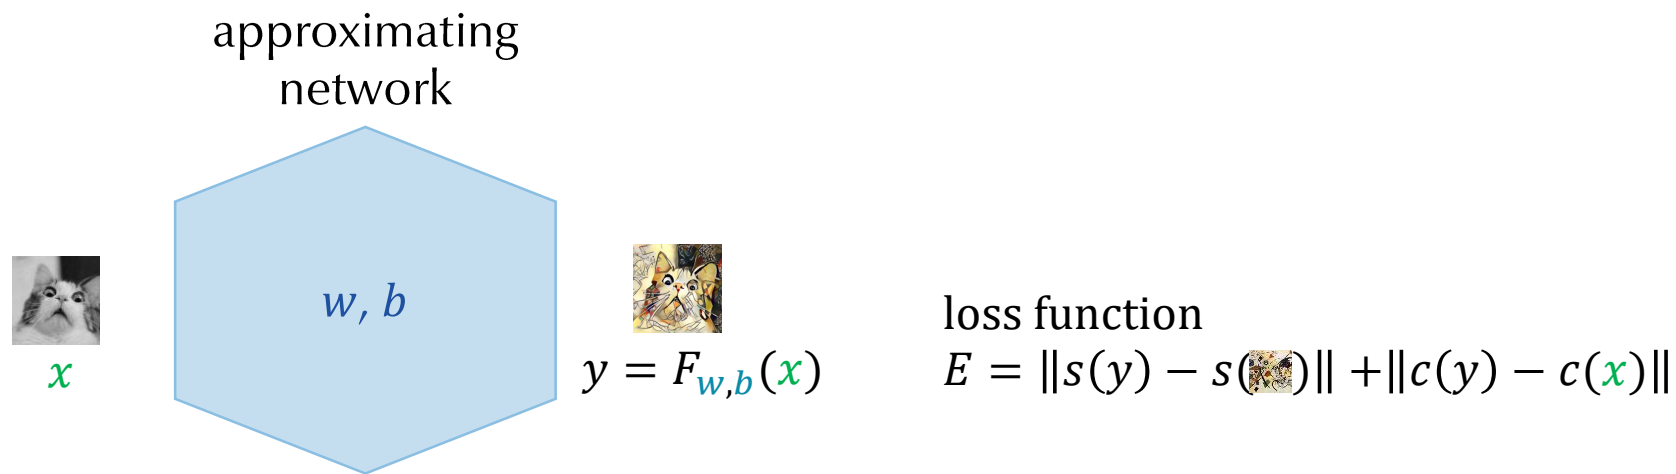 approximating
network
w, b
x
y = F_{w,b}(x)
loss function
E = ‖s(y) − s()‖ +‖c(y) − c(x)‖